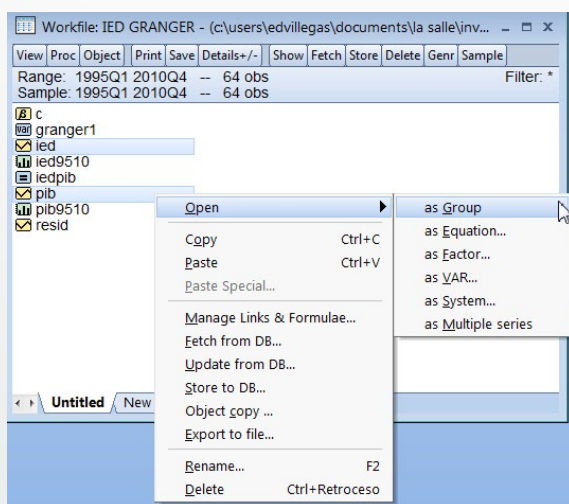 Workfile: IED GRANGER - (c:\users\edvillegas\documents\la salle\inv...
View Proc Object Print Save Details+/- Show Fetch Store Delete Genr Sample
Range: 1995Q1 2010Q4 -- 64 obs
Filter: *
Sample: 1995Q1 2010Q4 -- 64 obs
β c
var granger1
ied
ied9510
iedpib
pib
pib9510
resid
Open
Copy Ctrl+C
Paste Ctrl+V
Paste Special...
Manage Links & Formulae...
Fetch from DB...
Update from DB...
Store to DB...
Object copy ...
Export to file...
Rename... F2
Delete Ctrl+Retroceso
as Group
as Equation...
as Factor...
as VAR...
as System...
as Multiple series
Untitled New